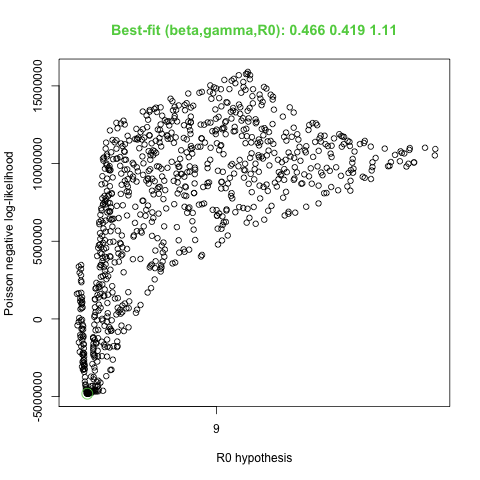 Best-fit (beta,gamma,R0): 0.466 0.419 1.11
Poisson negative log-likelihood
15000000
10000000
5000000
0
-5000000
9
R0 hypothesis